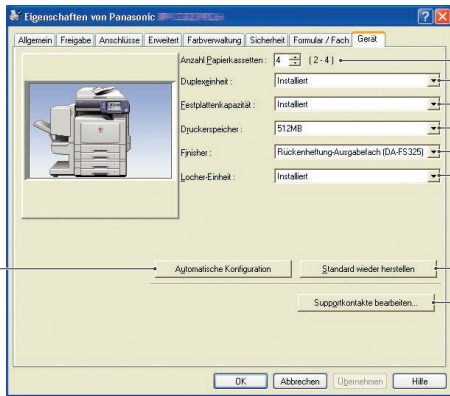 Eigenschaften von Panasonic
Allgemein Freigabe Anschlüsse Erweitert Farbverwaltung Sicherheit Formular / Fach Gerät
Anzahl Papierkassetten : 4 ( 2 - 4 )
Duplexeinheit : Installiert
Festplattenkapazität : Installiert
Druckerspeicher : 512MB
Finisher : Rückenheftung-Ausgabefach (DA-FS325)
Locher-Einheit : Installiert
Automatische Konfiguration Standard wieder herstellen
Supportkontakte bearbeiten...
OK Abbrechen Übernehmen Hilfe